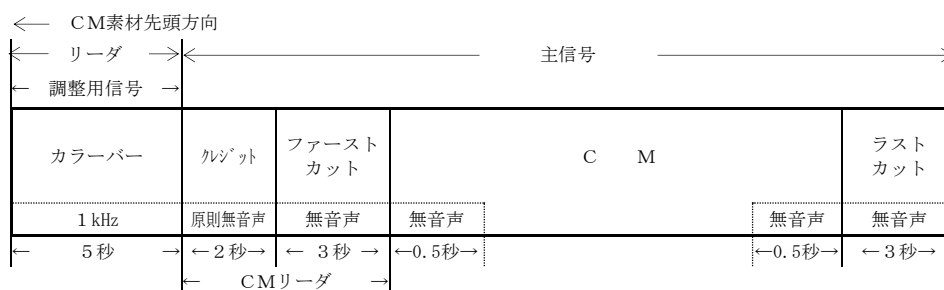 ← CM素材先頭方向
← リーダ →← 主信号 →
← 調整用信号 →
カラーバー ｸﾚｼﾞｯﾄ ファースト CM ラスト
カット カット
1kHz 原則無音声 無音声 無音声 無音声 無音声
← 5秒 →←2秒→← 3秒 →←0.5秒→ ←0.5秒→←3秒→
← CMリーダ →